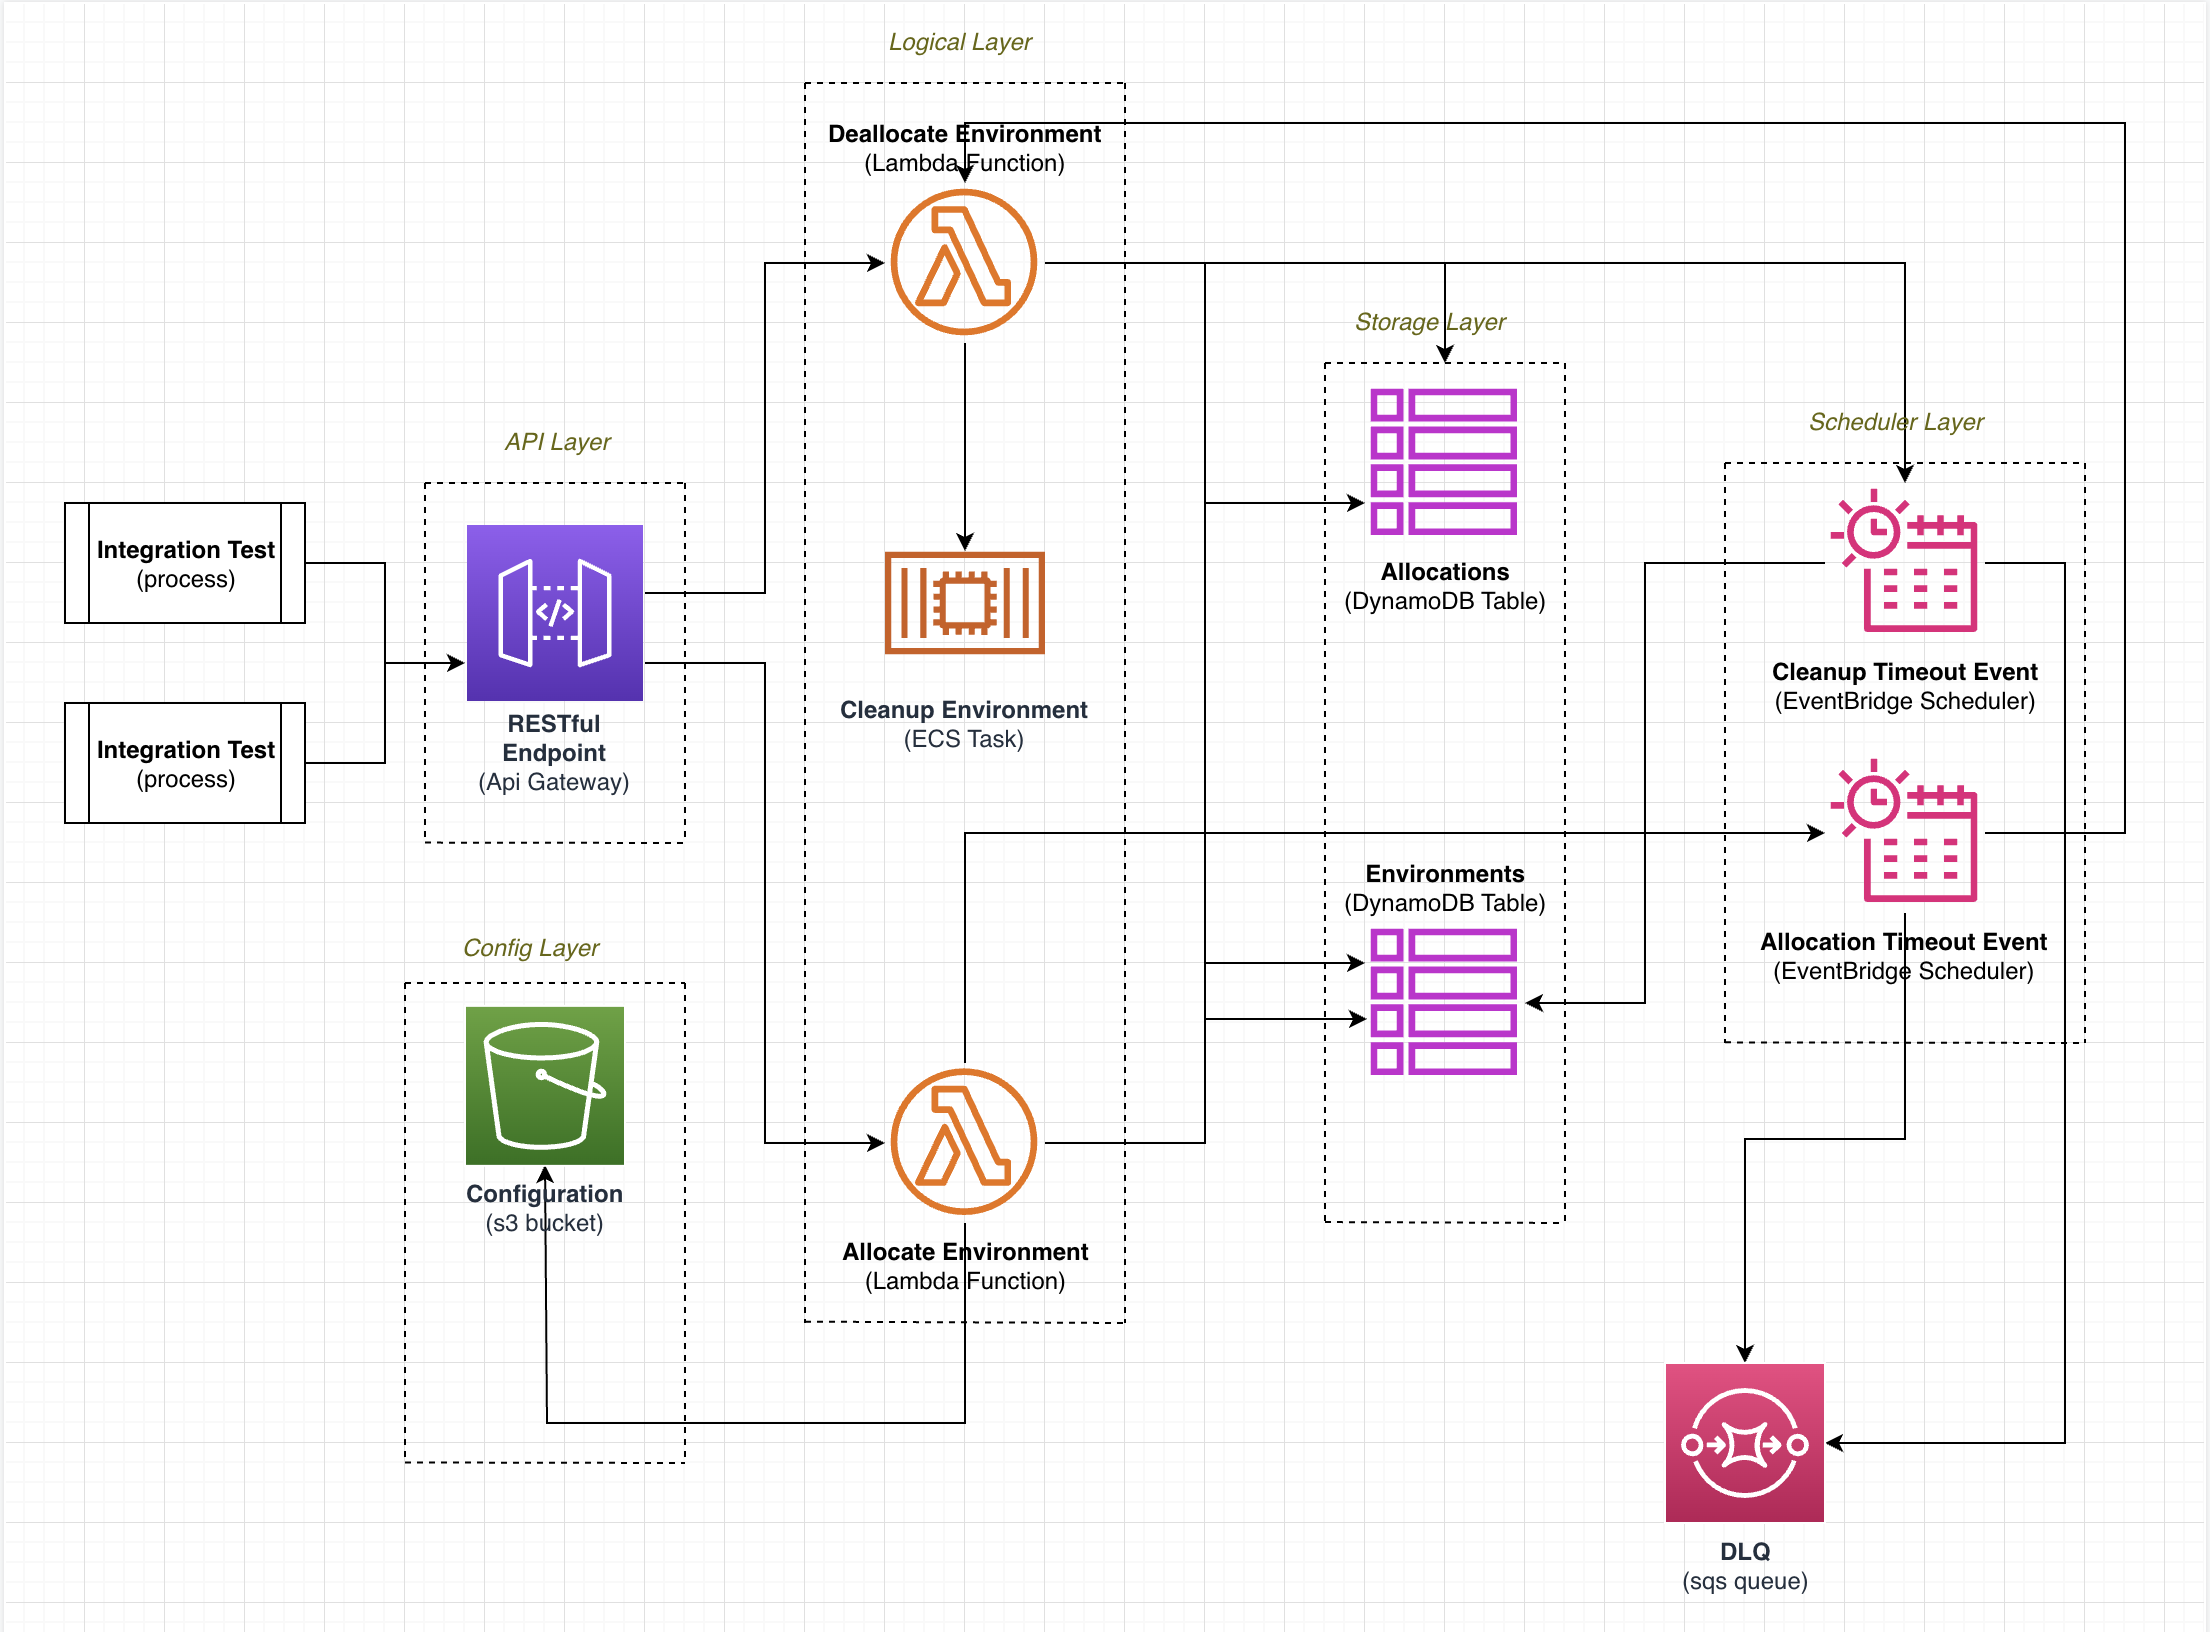 Logical Layer
Deallocate Environment
(Lambda Function)
Storage Layer
Scheduler Layer
API Layer
Integration Test
(process)
Integration Test
(process)
RESTful
Endpoint
(Api Gateway)
Cleanup Environment
(ECS Task)
Allocations
(DynamoDB Table)
Cleanup Timeout Event
(EventBridge Scheduler)
Environments
(DynamoDB Table)
Allocation Timeout Event
(EventBridge Scheduler)
Config Layer
Configuration
(s3 bucket)
Allocate Environment
(Lambda Function)
DLQ
(sqs queue)